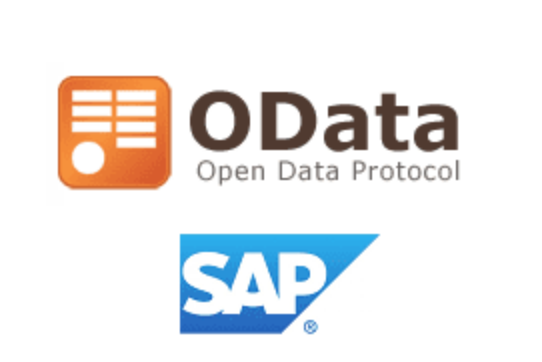 OData
Open Data Protocol
SAP
®